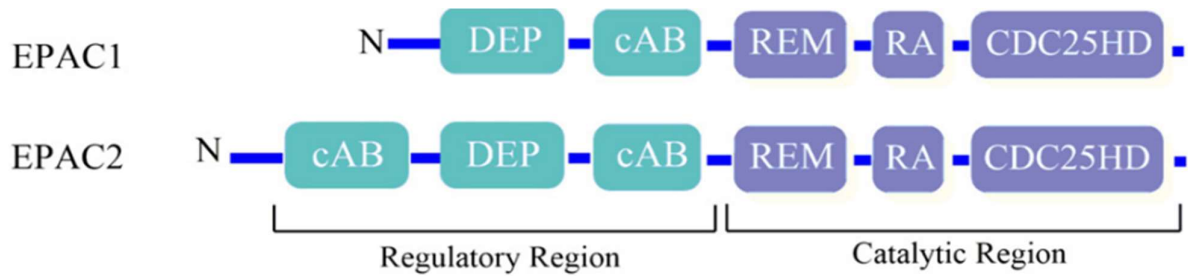 EPAC1 N DEP cAB REM RA CDC25HD
EPAC2 N cAB DEP cAB REM RA CDC25HD
Regulatory Region Catalytic Region